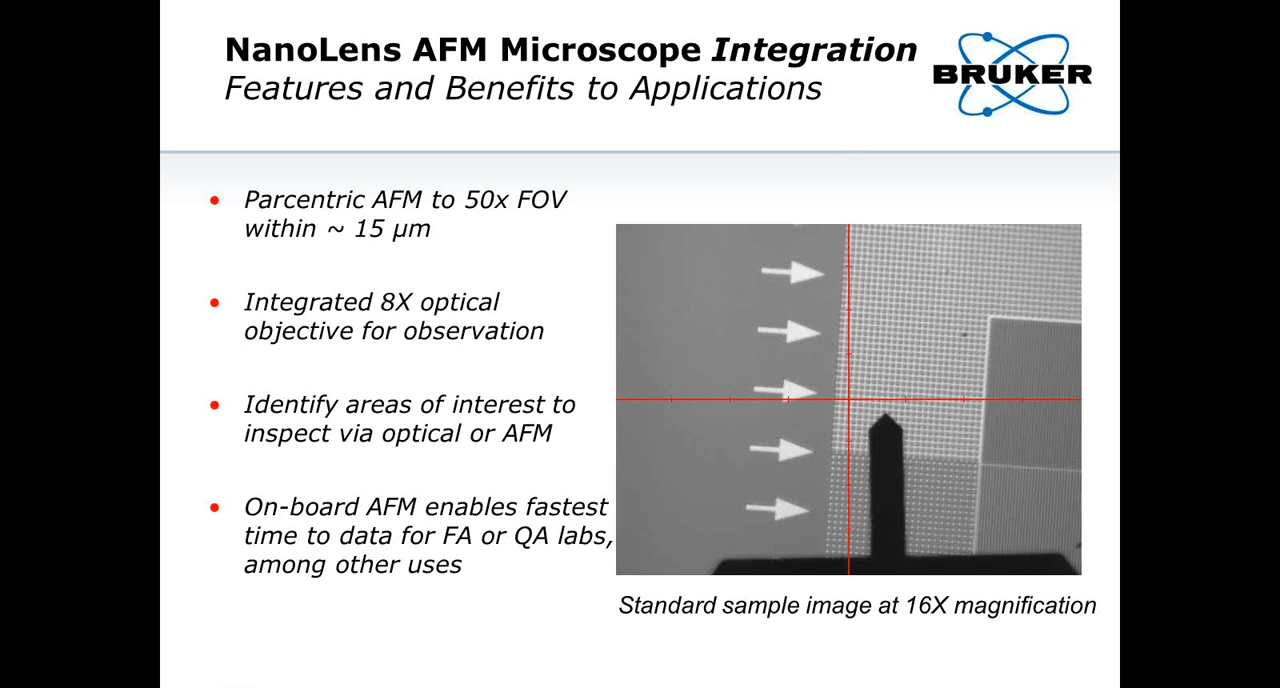 NanoLens AFM Microscope Integration
Features and Benefits to Applications
BRUKER
• Parcentric AFM to 50x FOV
within ~ 15 µm
• Integrated 8X optical
objective for observation
• Identify areas of interest to
inspect via optical or AFM
• On-board AFM enables fastest
time to data for FA or QA labs,
among other uses
Standard sample image at 16X magnification